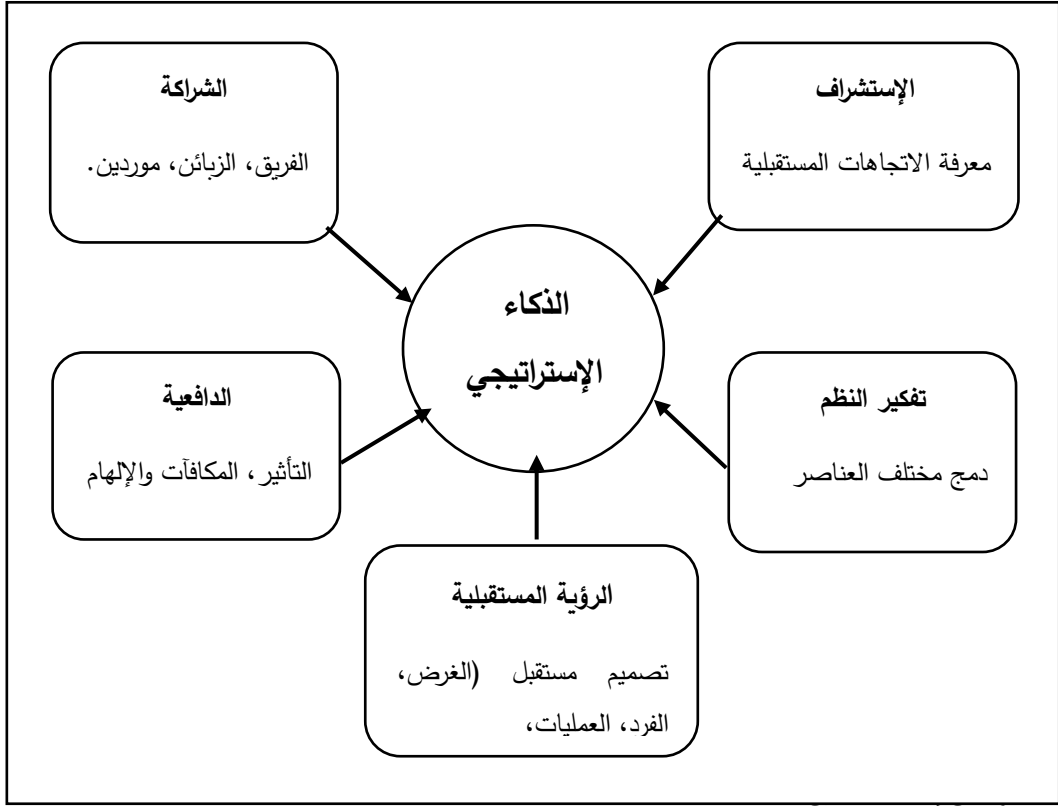 الإستشراف
معرفة الاتجاهات المستقبلية
الشراكة
الفريق، الزبائن، موردين.
الذكاء
الإستراتيجي
تفكير النظم
دمج مختلف العناصر
الدافعية
التأثير، المكافآت والإلهام
الرؤية المستقبلية
تصميم مستقبل (الغرض،
الفرد، العمليات،